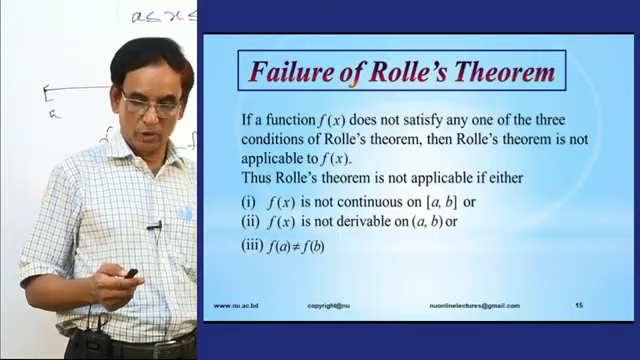 a ≤ x ≤
a
Failure of Rolle's Theorem
If a function f(x) does not satisfy any one of the three
conditions of Rolle's theorem, then Rolle's theorem is not
applicable to f(x).
Thus Rolle's theorem is not applicable if either
(i) f(x) is not continuous on [a, b] or
(ii) f(x) is not derivable on (a, b) or
(iii) f(a)≠f(b)
www.nu.ac.bd copyright@nu nuonlinelectures@gmail.com 15